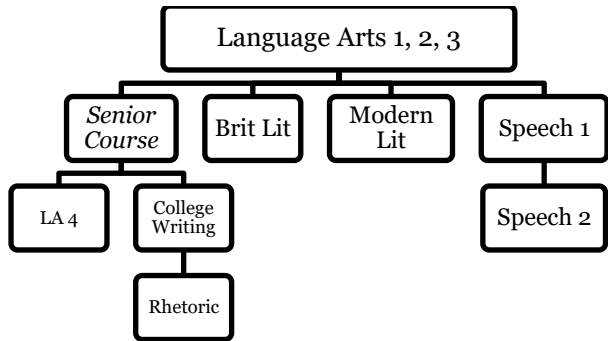 Language Arts 1, 2, 3
Senior
Course
Brit Lit
Modern
Lit
Speech 1
LA 4
College
Writing
Speech 2
Rhetoric